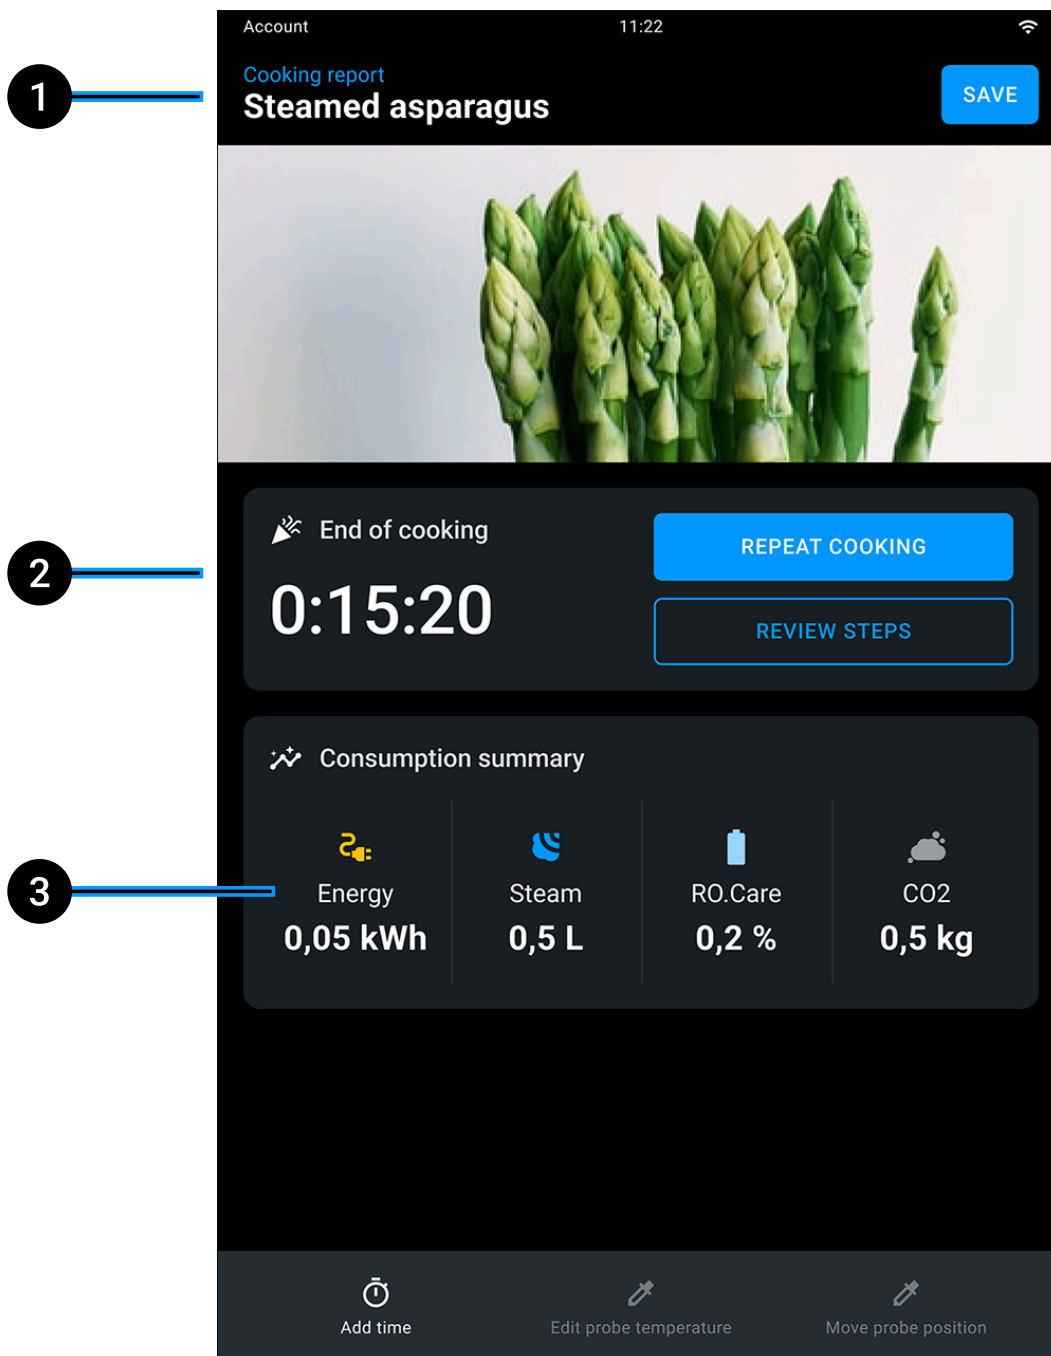 Account 11:22
1
Cooking report
Steamed asparagus
SAVE
2
End of cooking
0:15:20
REPEAT COOKING
REVIEW STEPS
Consumption summary
3
Energy Steam RO.Care CO2
0,05 kWh 0,5 L 0,2 % 0,5 kg
Add time Edit probe temperature Move probe position